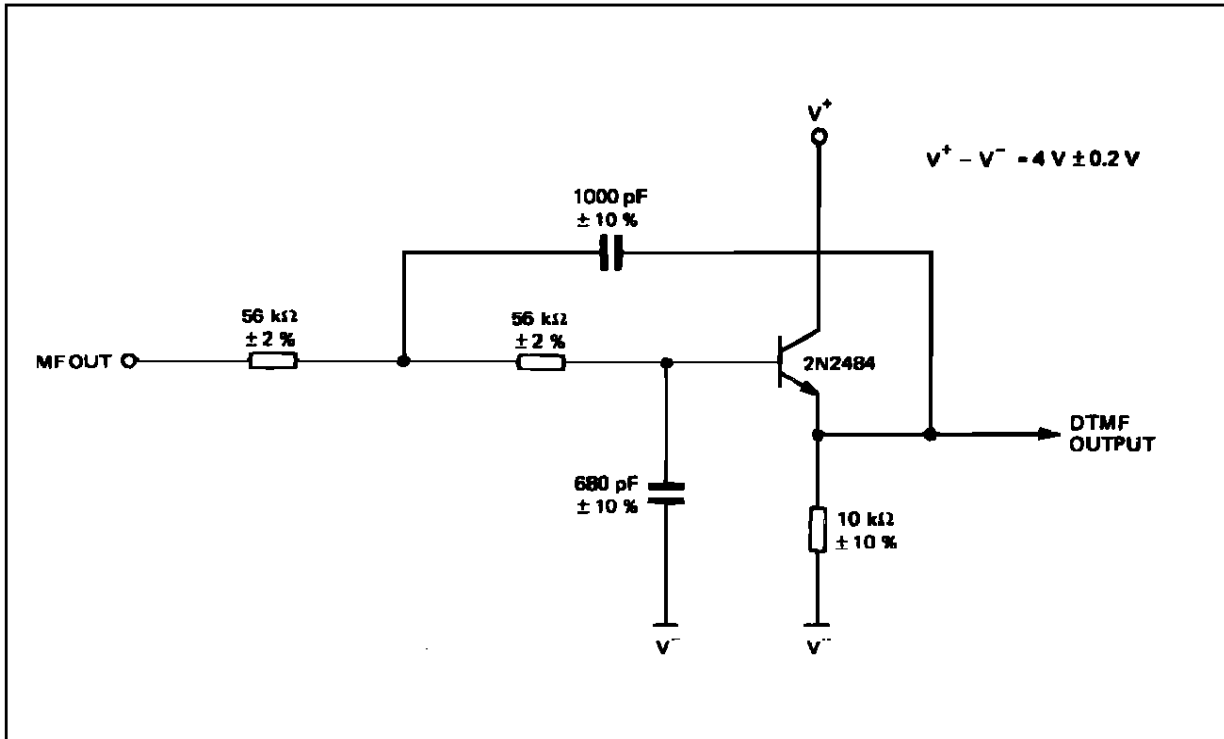 V⁺
V⁺ – V⁻ = 4 V ± 0.2 V
1000 pF
± 10 %
56 kΩ
± 2 %
56 kΩ
± 2 %
MF OUT
2N2484
DTMF
OUTPUT
680 pF
± 10 %
10 kΩ
± 10 %
V⁻
V⁻